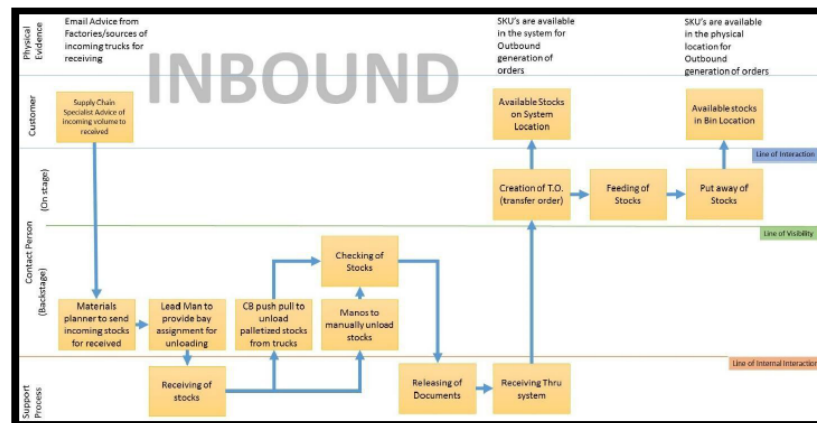 Physical
Evidence
Email Advice from
Factories/sources of
incoming trucks for
receiving
INBOUND
SKU's are available
in the system for
Outbound
generation of
orders
SKU's are available
in the physical
location for
Outbound
generation of orders
Customer
Supply Chain
Specialist Advice of
incoming volume to
received
Available Stocks
on System
Location
Available stocks
in Bin Location
Line of Interaction
Contact Person
(On stage)
Creation of T.O.
(transfer order)
Feeding of
Stocks
Put away of
Stocks
Line of Visibility
(Backstage)
Checking of
Stocks
Materials
planner to send
incoming stocks
for received
Lead Man to
provide bay
assignment for
unloading
CB push pull to
unload
palletized stocks
from trucks
Manos to
manually unload
stocks
Line of Internal Interaction
Support
Process
Receiving of
stocks
Releasing of
Documents
Receiving Thru
system